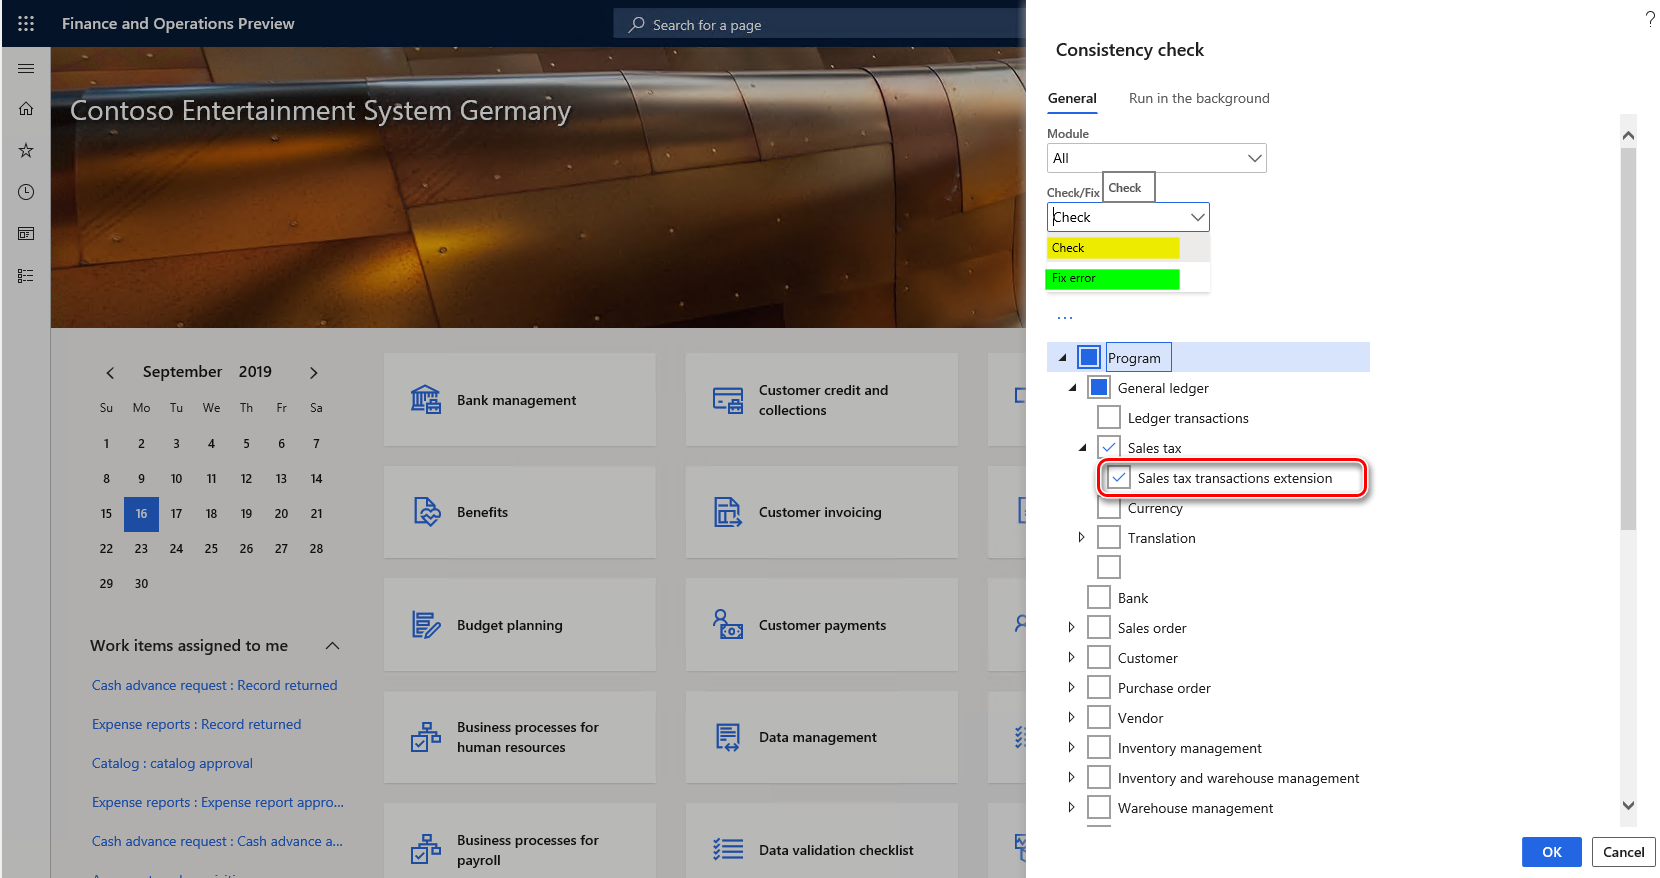 Finance and Operations Preview
Search for a page
?
Contoso Entertainment System Germany
September 2019
Su Mo Tu We Th Fr Sa
1 2 3 4 5 6 7
8 9 10 11 12 13 14
15 16 17 18 19 20 21
22 23 24 25 26 27 28
29 30
Work items assigned to me
Cash advance request : Record returned
Expense reports : Record returned
Catalog : catalog approval
Expense reports : Expense report appro...
Cash advance request : Cash advance a...
Bank management
Customer credit and
collections
Benefits
Customer invoicing
Budget planning
Customer payments
Business processes for
human resources
Data management
Business processes for
payroll
Data validation checklist
Consistency check
General
Run in the background
Module
All
Check/Fix
Check
Check
Check
Fix error
...
Program
General ledger
Ledger transactions
Sales tax
Sales tax transactions extension
Currency
Translation
Bank
Sales order
Customer
Purchase order
Vendor
Inventory management
Inventory and warehouse management
Warehouse management
OK
Cancel